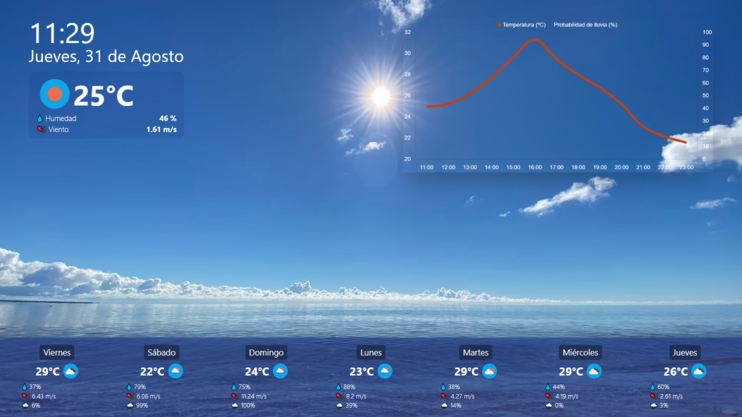 11:29
Jueves, 31 de Agosto
25°C
Humedad 46 %
Viento 1.61 m/s
Temperatura (°C) Probabilidad de lluvia (%)
32 100
90
30 80
28 70
60
26 50
24 40
30
22
20
11:00 12:00 13:00 14:00 15:00 16:00 17:00 18:00 19:00 20:00 21:00 22:00 23:00
Viernes Sábado Domingo Lunes Martes Miércoles Jueves
29°C 22°C 24°C 23°C 29°C 29°C 26°C
37% 79% 75% 88% 38% 44% 60%
6.43 m/s 6.06 m/s 11.24 m/s 8.2 m/s 4.27 m/s 4.19 m/s 3.61 m/s
6% 99% 100% 39% 14% 0% 3%